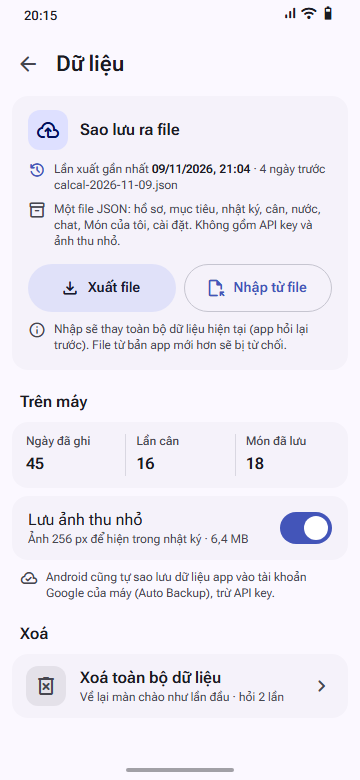 20:15
Dữ liệu
Sao lưu ra file
Lần xuất gần nhất 09/11/2026, 21:04 · 4 ngày trước
calcal-2026-11-09.json
Một file JSON: hồ sơ, mục tiêu, nhật ký, cân, nước,
chat, Món của tôi, cài đặt. Không gồm API key và
ảnh thu nhỏ.
Xuất file
Nhập từ file
Nhập sẽ thay toàn bộ dữ liệu hiện tại (app hỏi lại
trước). File từ bản app mới hơn sẽ bị từ chối.
Trên máy
Ngày đã ghi
Lần cân
Món đã lưu
45
16
18
Lưu ảnh thu nhỏ
Ảnh 256 px để hiện trong nhật ký · 6,4 MB
Android cũng tự sao lưu dữ liệu app vào tài khoản
Google của máy (Auto Backup), trừ API key.
Xoá
Xoá toàn bộ dữ liệu
Về lại màn chào như lần đầu · hỏi 2 lần